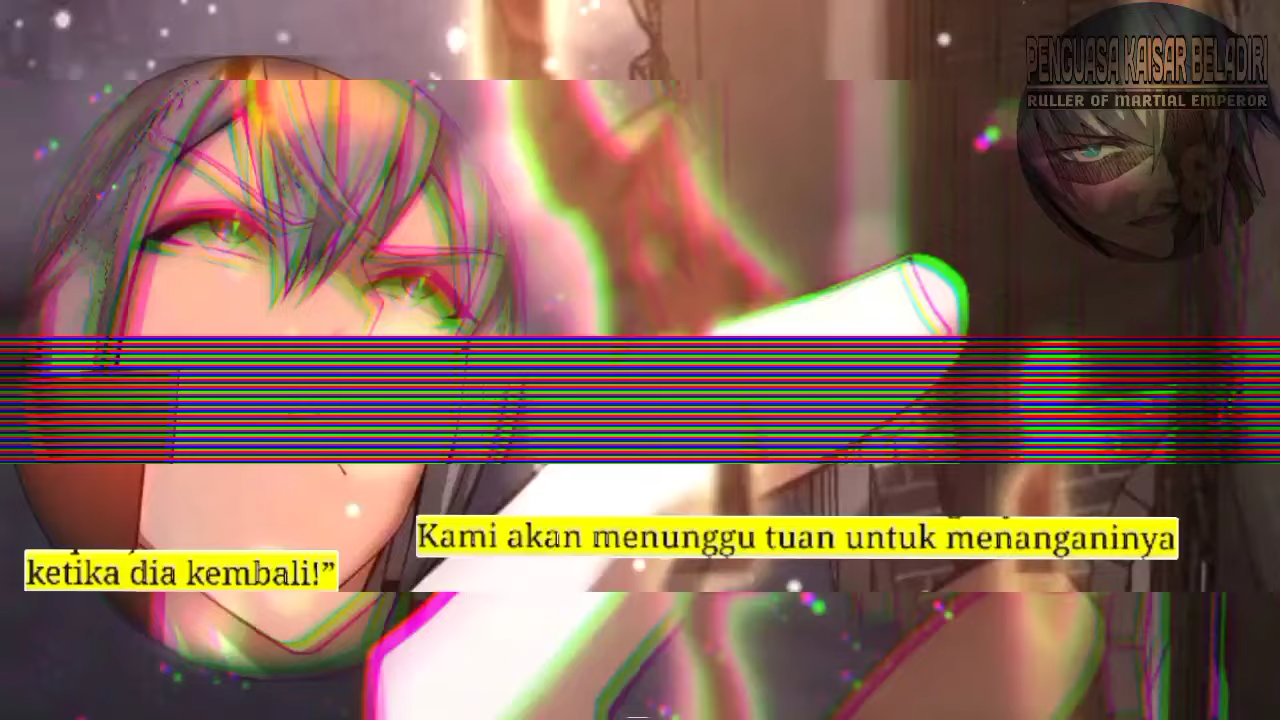 PENGUASA KAISAR BELADIRI
RULLER OF MARTIAL EMPEROR
Kami akan menunggu tuan untuk menanganinya
ketika dia kembali!”